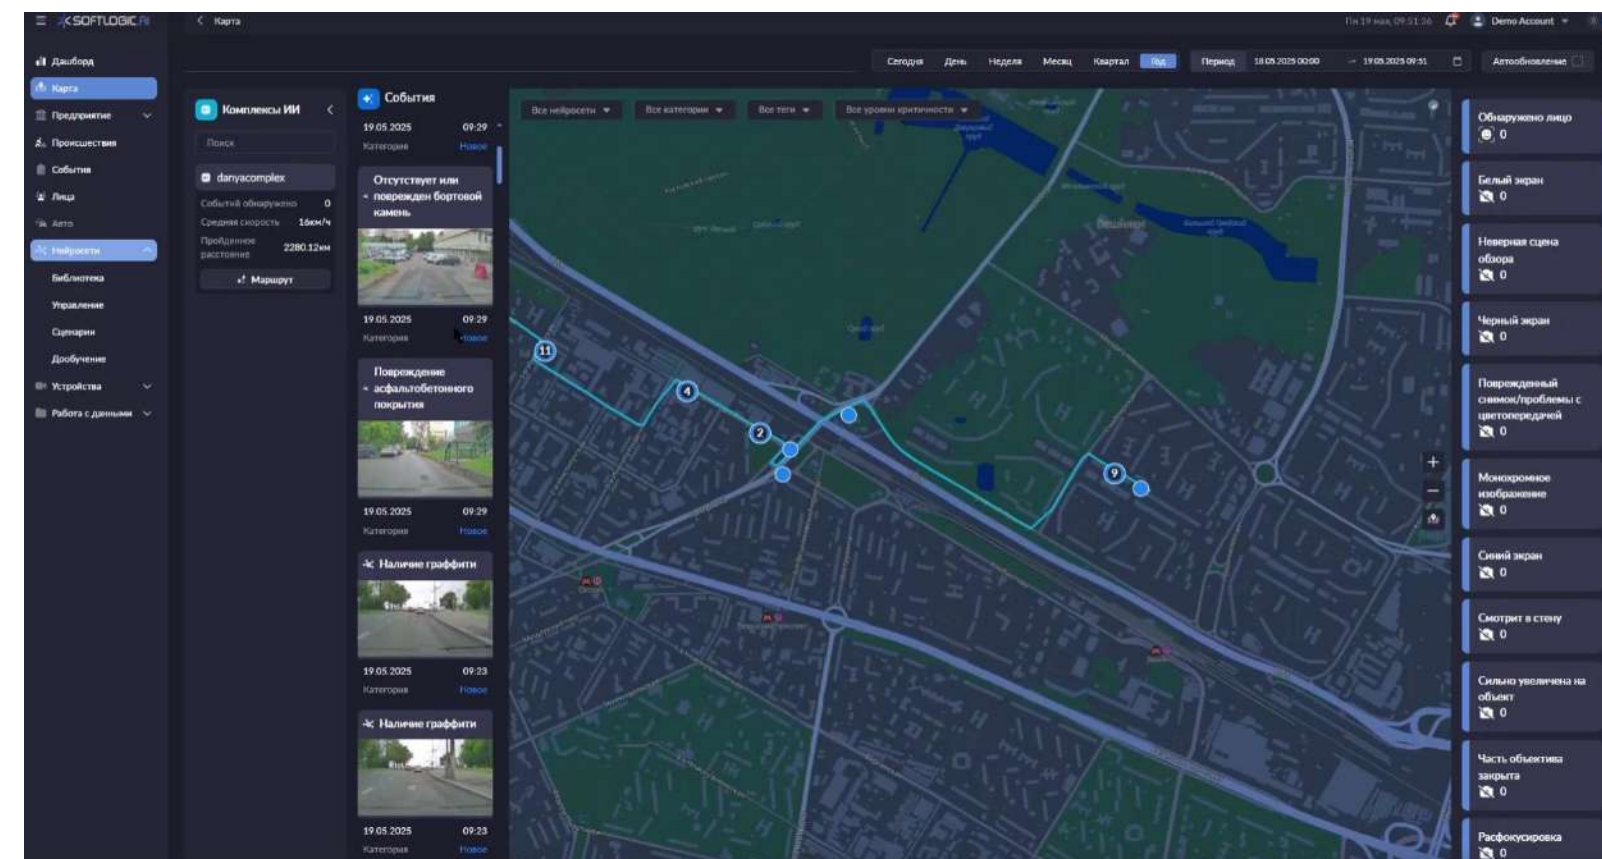 SOFTLOGIC.AI
Карта
Пн 19 мая, 09:51:36
Demo Account
Дашборд
Карта
Предприятие
Происшествия
События
Лица
Авто
Нейросети
Библиотека
Управление
Сценарии
Дообучение
Устройства
Работа с данными
Сегодня
День
Неделя
Месяц
Квартал
Год
Период
18.05.2025 00:00
→ 19.05.2025 09:51
Автообновление
Комплексы ИИ
Поиск
danyacomplex
Событий обнаружено 0
Средняя скорость 16км/ч
Пройденное
расстояние 2280.12км
Маршрут
События
19.05.2025 09:29
Категория Новое
Отсутствует или
поврежден бортовой
камень
19.05.2025 09:29
Категория Новое
Повреждение
асфальтобетонного
покрытия
19.05.2025 09:29
Категория Новое
Наличие граффити
19.05.2025 09:23
Категория Новое
Наличие граффити
19.05.2025 09:23
Категория Новое
Все нейросети
Все категории
Все теги
Все уровни критичности
11
4
2
9
+
−
Обнаружено лицо
0
Белый экран
0
Неверная сцена
обзора
0
Черный экран
0
Поврежденный
снимок/проблемы с
цветопередачей
0
Монохромное
изображение
0
Синий экран
0
Смотрит в стену
0
Сильно увеличена на
объект
0
Часть объектива
закрыта
0
Расфокусировка
0